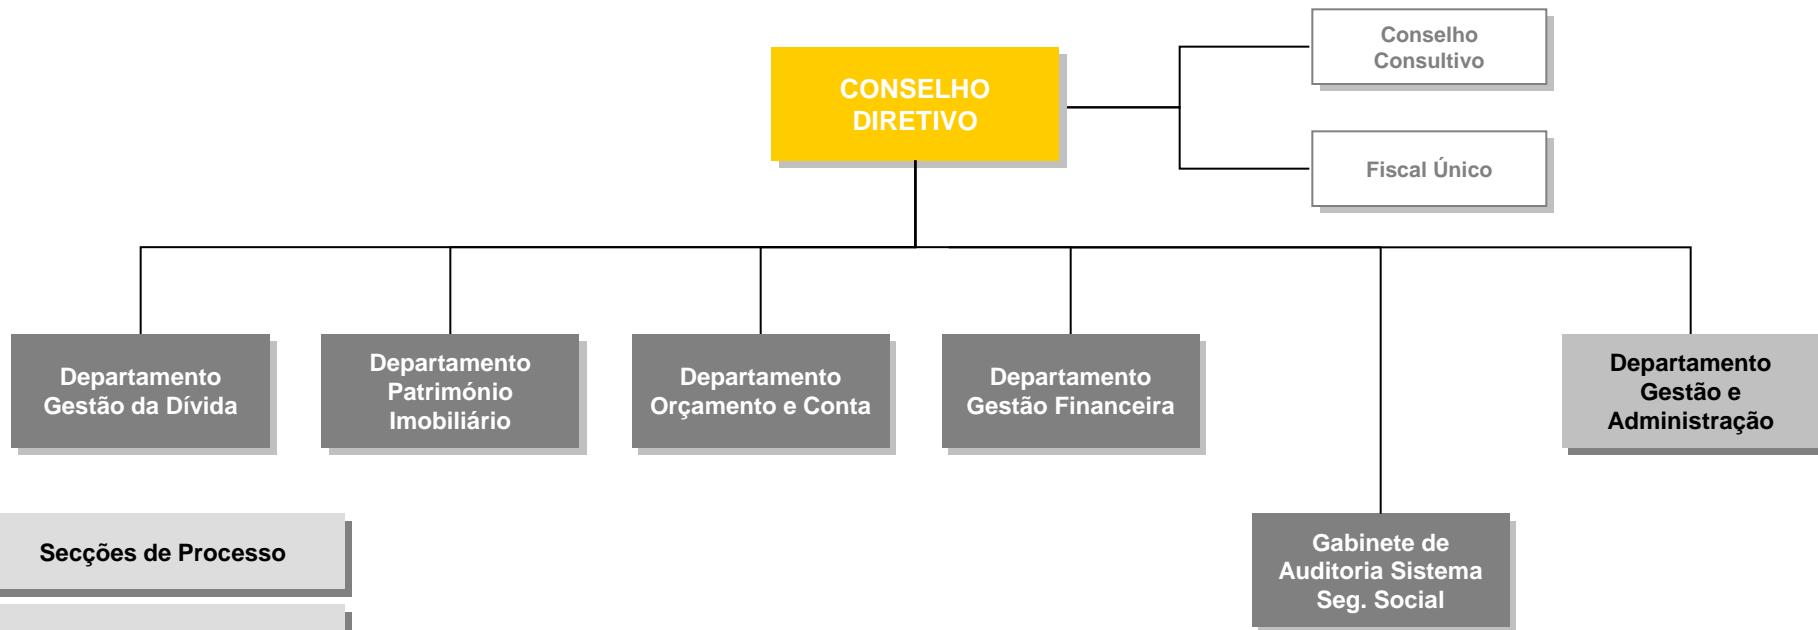 Conselho
Consultivo
CONSELHO
DIRETIVO
Fiscal Único
Departamento
Gestão da Dívida
Departamento
Património
Imobiliário
Departamento
Orçamento e Conta
Departamento
Gestão Financeira
Departamento
Gestão e
Administração
Secções de Processo
Gabinete de
Auditoria Sistema
Seg. Social